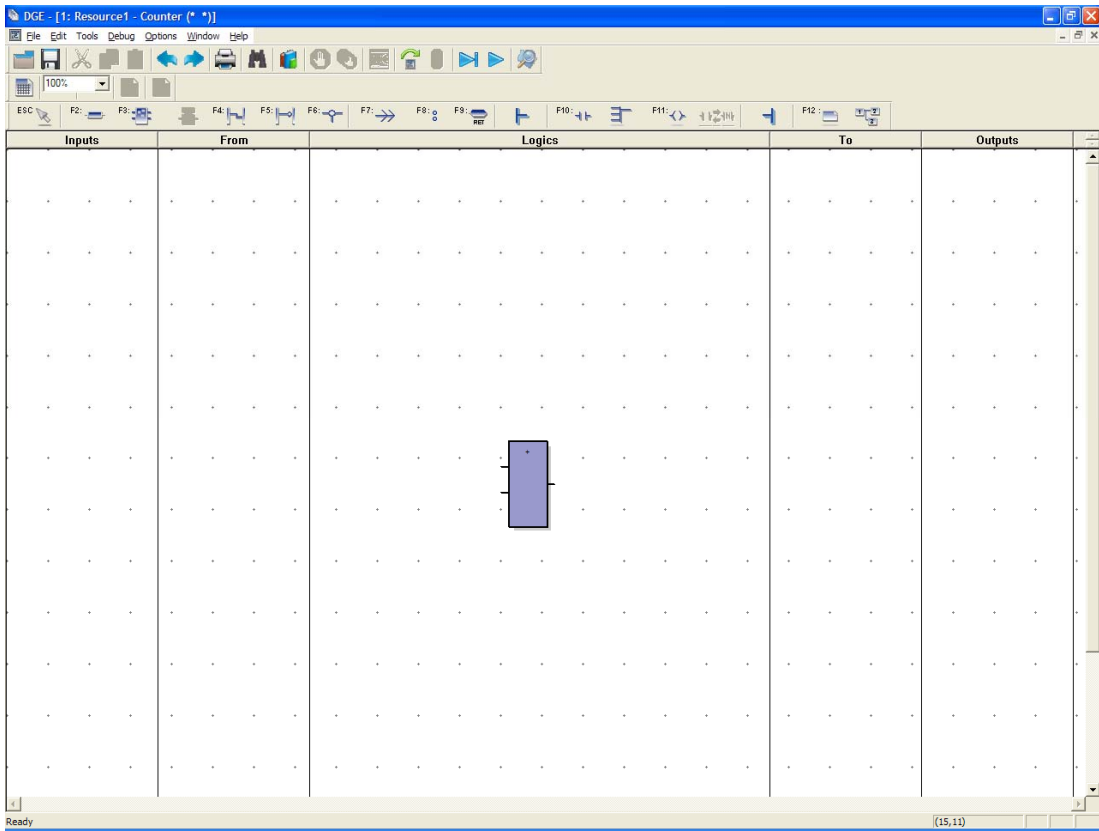 DGE - [1: Resource1 - Counter (* *)]
File Edit Tools Debug Options Window Help
100%
ESC F2: F3: F4: F5: F6: F7: F8: F9: RET F10: F11: F12:
Inputs From Logics To Outputs
+
Ready (15,11)